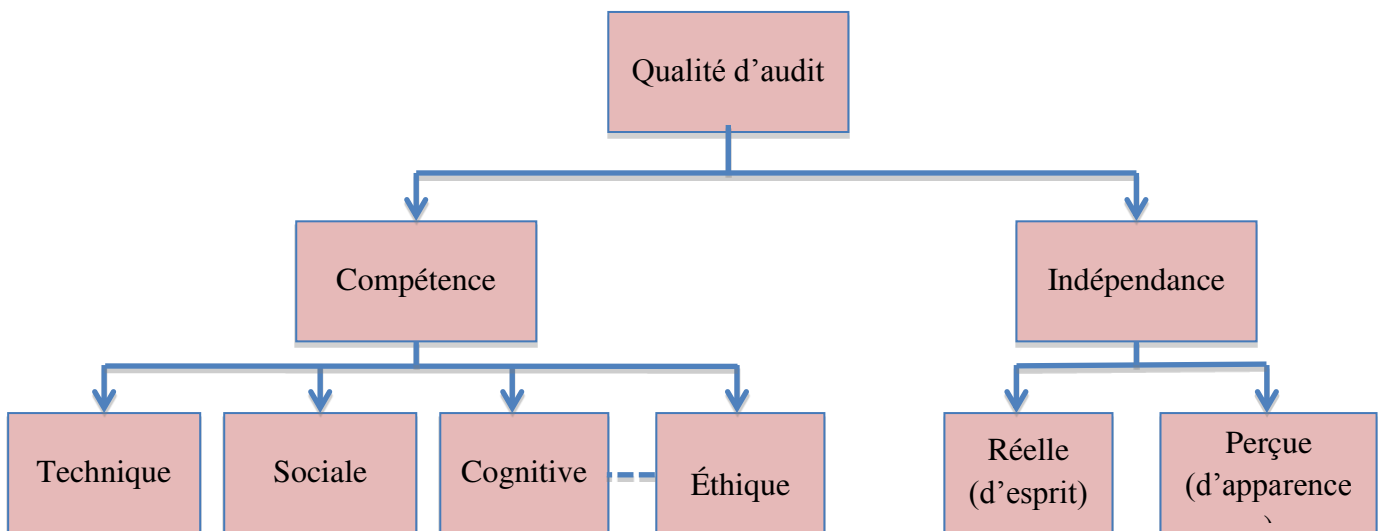 Qualité d’audit
Compétence
Indépendance
Technique
Sociale
Cognitive
Éthique
Réelle
(d’esprit)
Perçue
(d’apparence
)